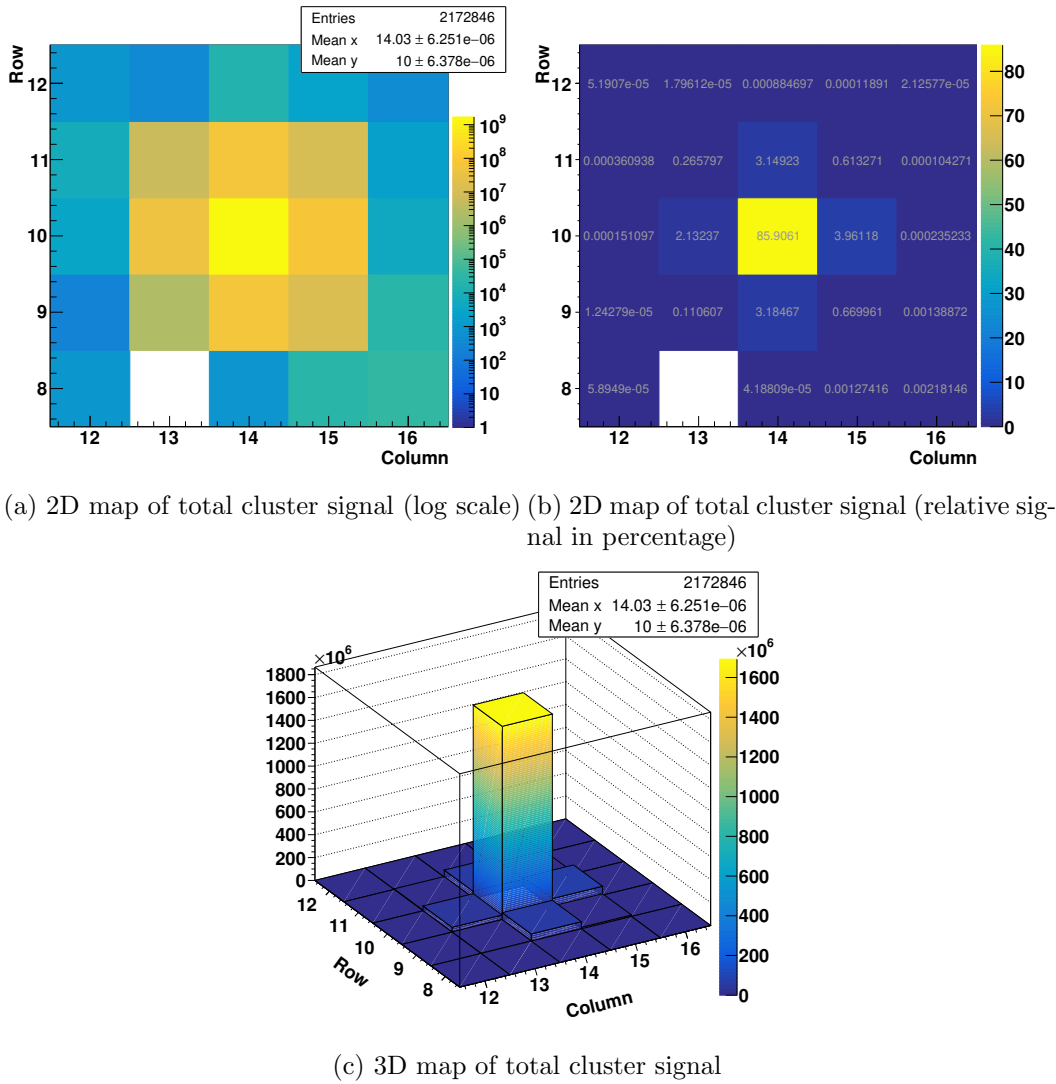 Entries 2172846
Mean x 14.03 ± 6.251e−06
Mean y 10 ± 6.378e−06
Row
12
11
10
9
8
12 13 14 15 16
Column
10^9
10^8
10^7
10^6
10^5
10^4
10^3
10^2
10
1
Row
12
11
10
9
8
5.1907e-05 1.79612e-05 0.000884697 0.00011891 2.12577e-05
0.000360938 0.265797 3.14923 0.613271 0.000104271
0.000151097 2.13237 85.9061 3.96118 0.000235233
1.24279e-05 0.110607 3.18467 0.669961 0.00138872
5.8949e-05 4.18809e-05 0.00127416 0.00218146
12 13 14 15 16
Column
80
70
60
50
40
30
20
10
0
(a) 2D map of total cluster signal (log scale)
(b) 2D map of total cluster signal (relative sig-
nal in percentage)
Entries 2172846
Mean x 14.03 ± 6.251e−06
Mean y 10 ± 6.378e−06
×10^6
1800
1600
1400
1200
1000
800
600
400
200
0
12
11
10
9
8
Row
12
13
14
15
16
Column
×10^6
1600
1400
1200
1000
800
600
400
200
0
(c) 3D map of total cluster signal